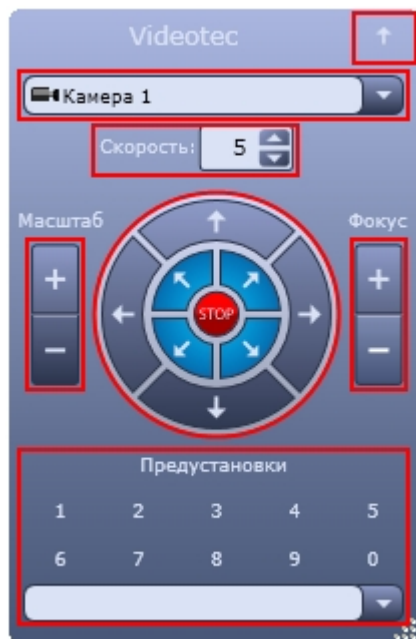 Videotec
Камера 1
Скорость: 5
Масштаб Фокус
+ +
STOP
− −
Предустановки
1 2 3 4 5
6 7 8 9 0